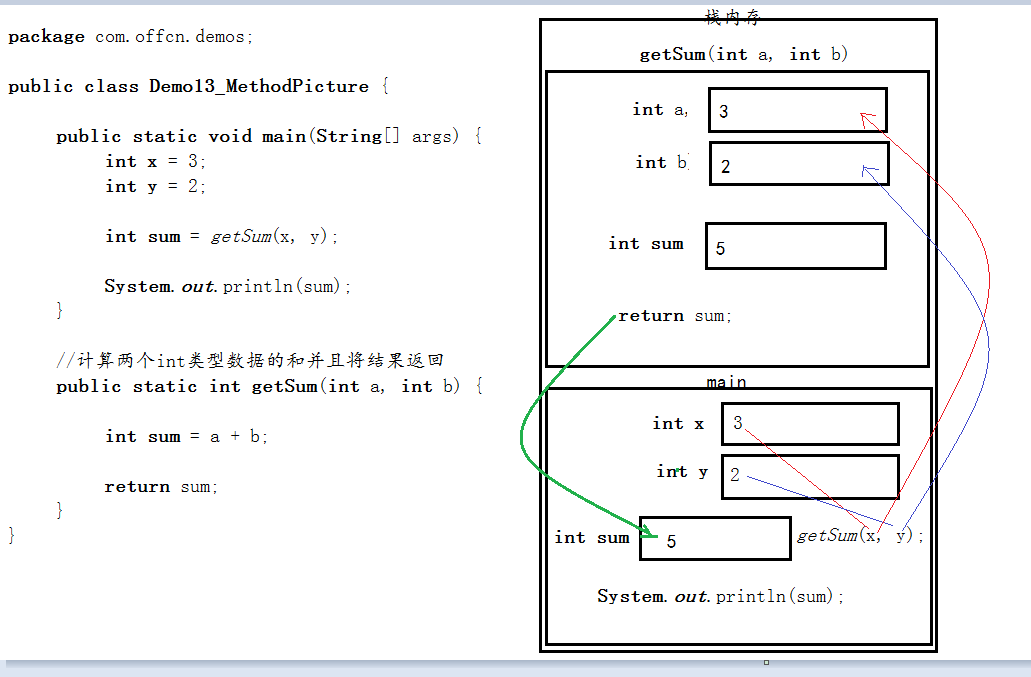 package com.offcn.demos;
public class Demo13_MethodPicture {
public static void main(String[] args) {
int x = 3;
int y = 2;
int sum = getSum(x, y);
System.out.println(sum);
}
//计算两个int类型数据的和并且将结果返回
public static int getSum(int a, int b) {
int sum = a + b;
return sum;
}
}
栈内存
getSum(int a, int b)
int a, 3
int b) 2
int sum 5
return sum;
main
int x 3
int y 2
int sum 5 getSum(x, y);
System.out.println(sum);